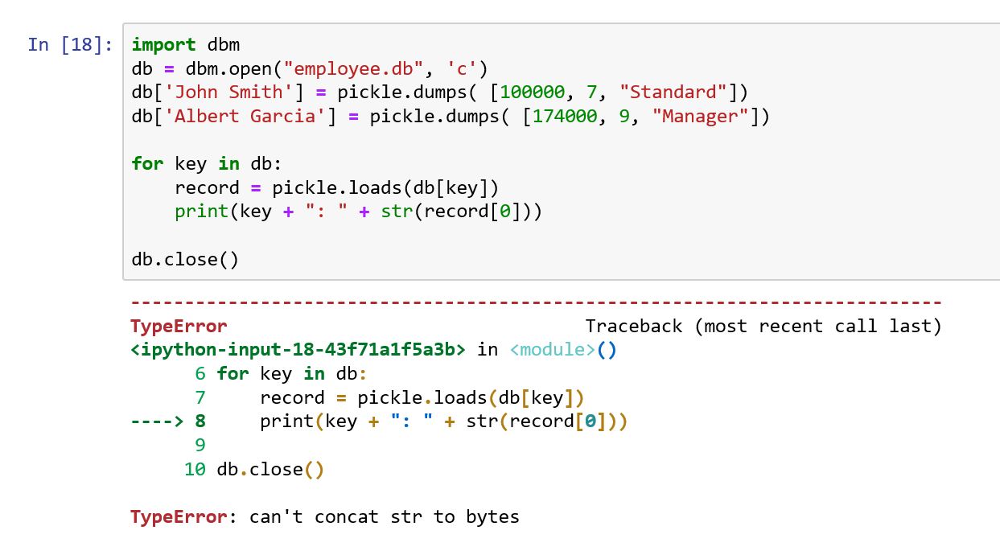 In [18]: import dbm
db = dbm.open("employee.db", 'c')
db['John Smith'] = pickle.dumps( [100000, 7, "Standard"])
db['Albert Garcia'] = pickle.dumps( [174000, 9, "Manager"])
for key in db:
    record = pickle.loads(db[key])
    print(key + ": " + str(record[0]))
db.close()
---------------------------------------------------------------------------
TypeError                                 Traceback (most recent call last)
<ipython-input-18-43f71a1f5a3b> in <module>()
      6 for key in db:
      7     record = pickle.loads(db[key])
----> 8     print(key + ": " + str(record[0]))
      9
     10 db.close()
TypeError: can't concat str to bytes